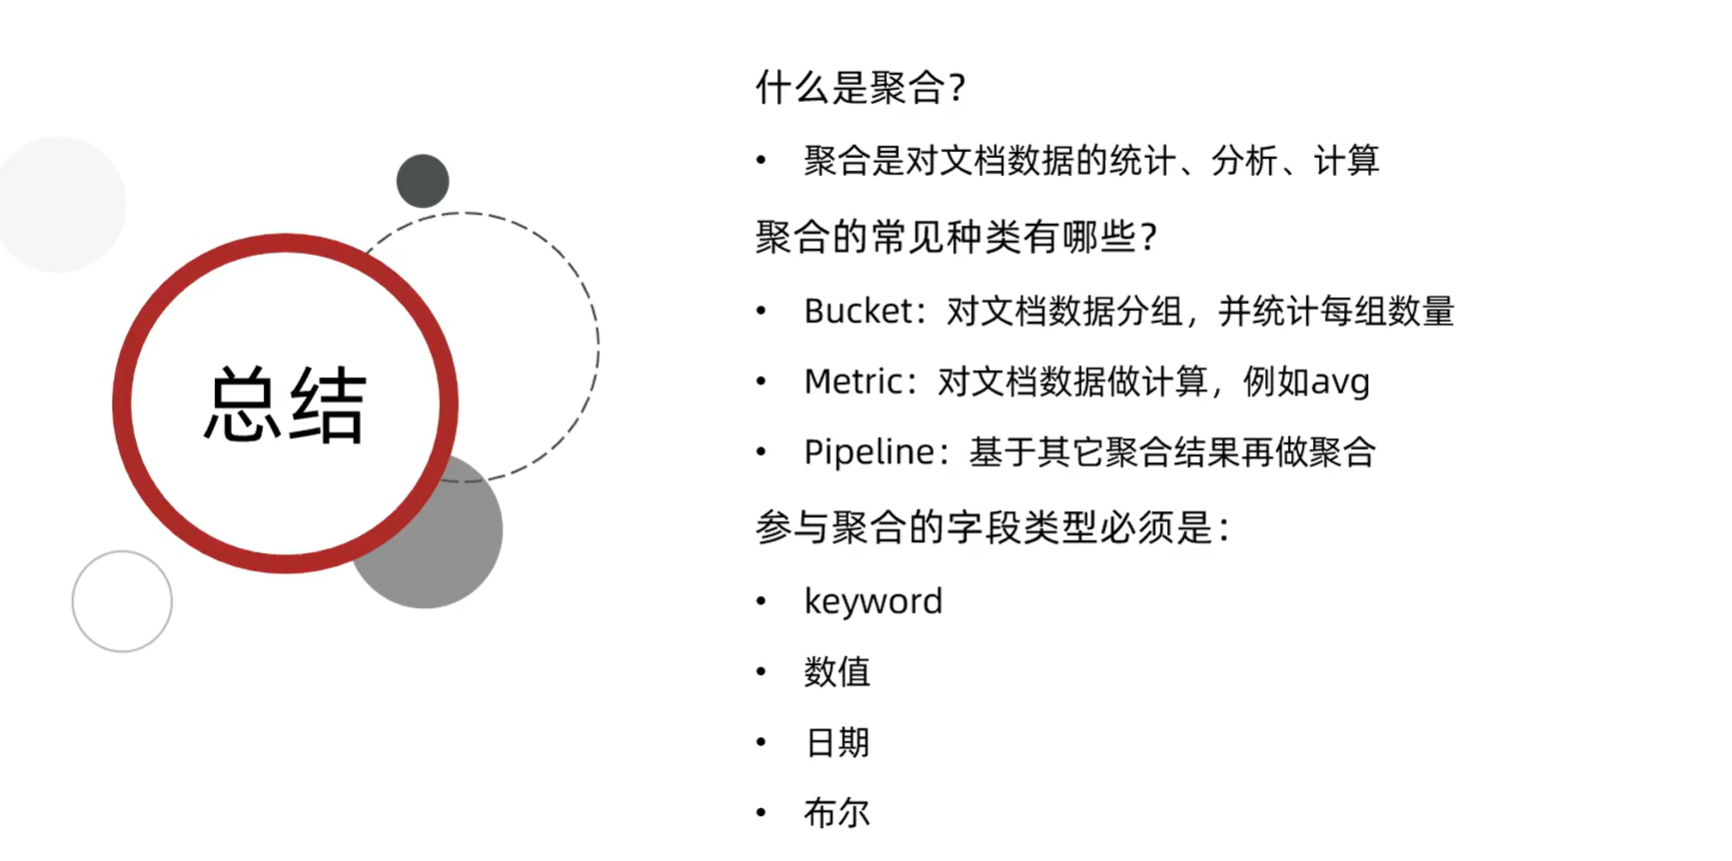 总结
什么是聚合？
• 聚合是对文档数据的统计、分析、计算
聚合的常见种类有哪些？
• Bucket：对文档数据分组，并统计每组数量
• Metric：对文档数据做计算，例如avg
• Pipeline：基于其它聚合结果再做聚合
参与聚合的字段类型必须是：
• keyword
• 数值
• 日期
• 布尔